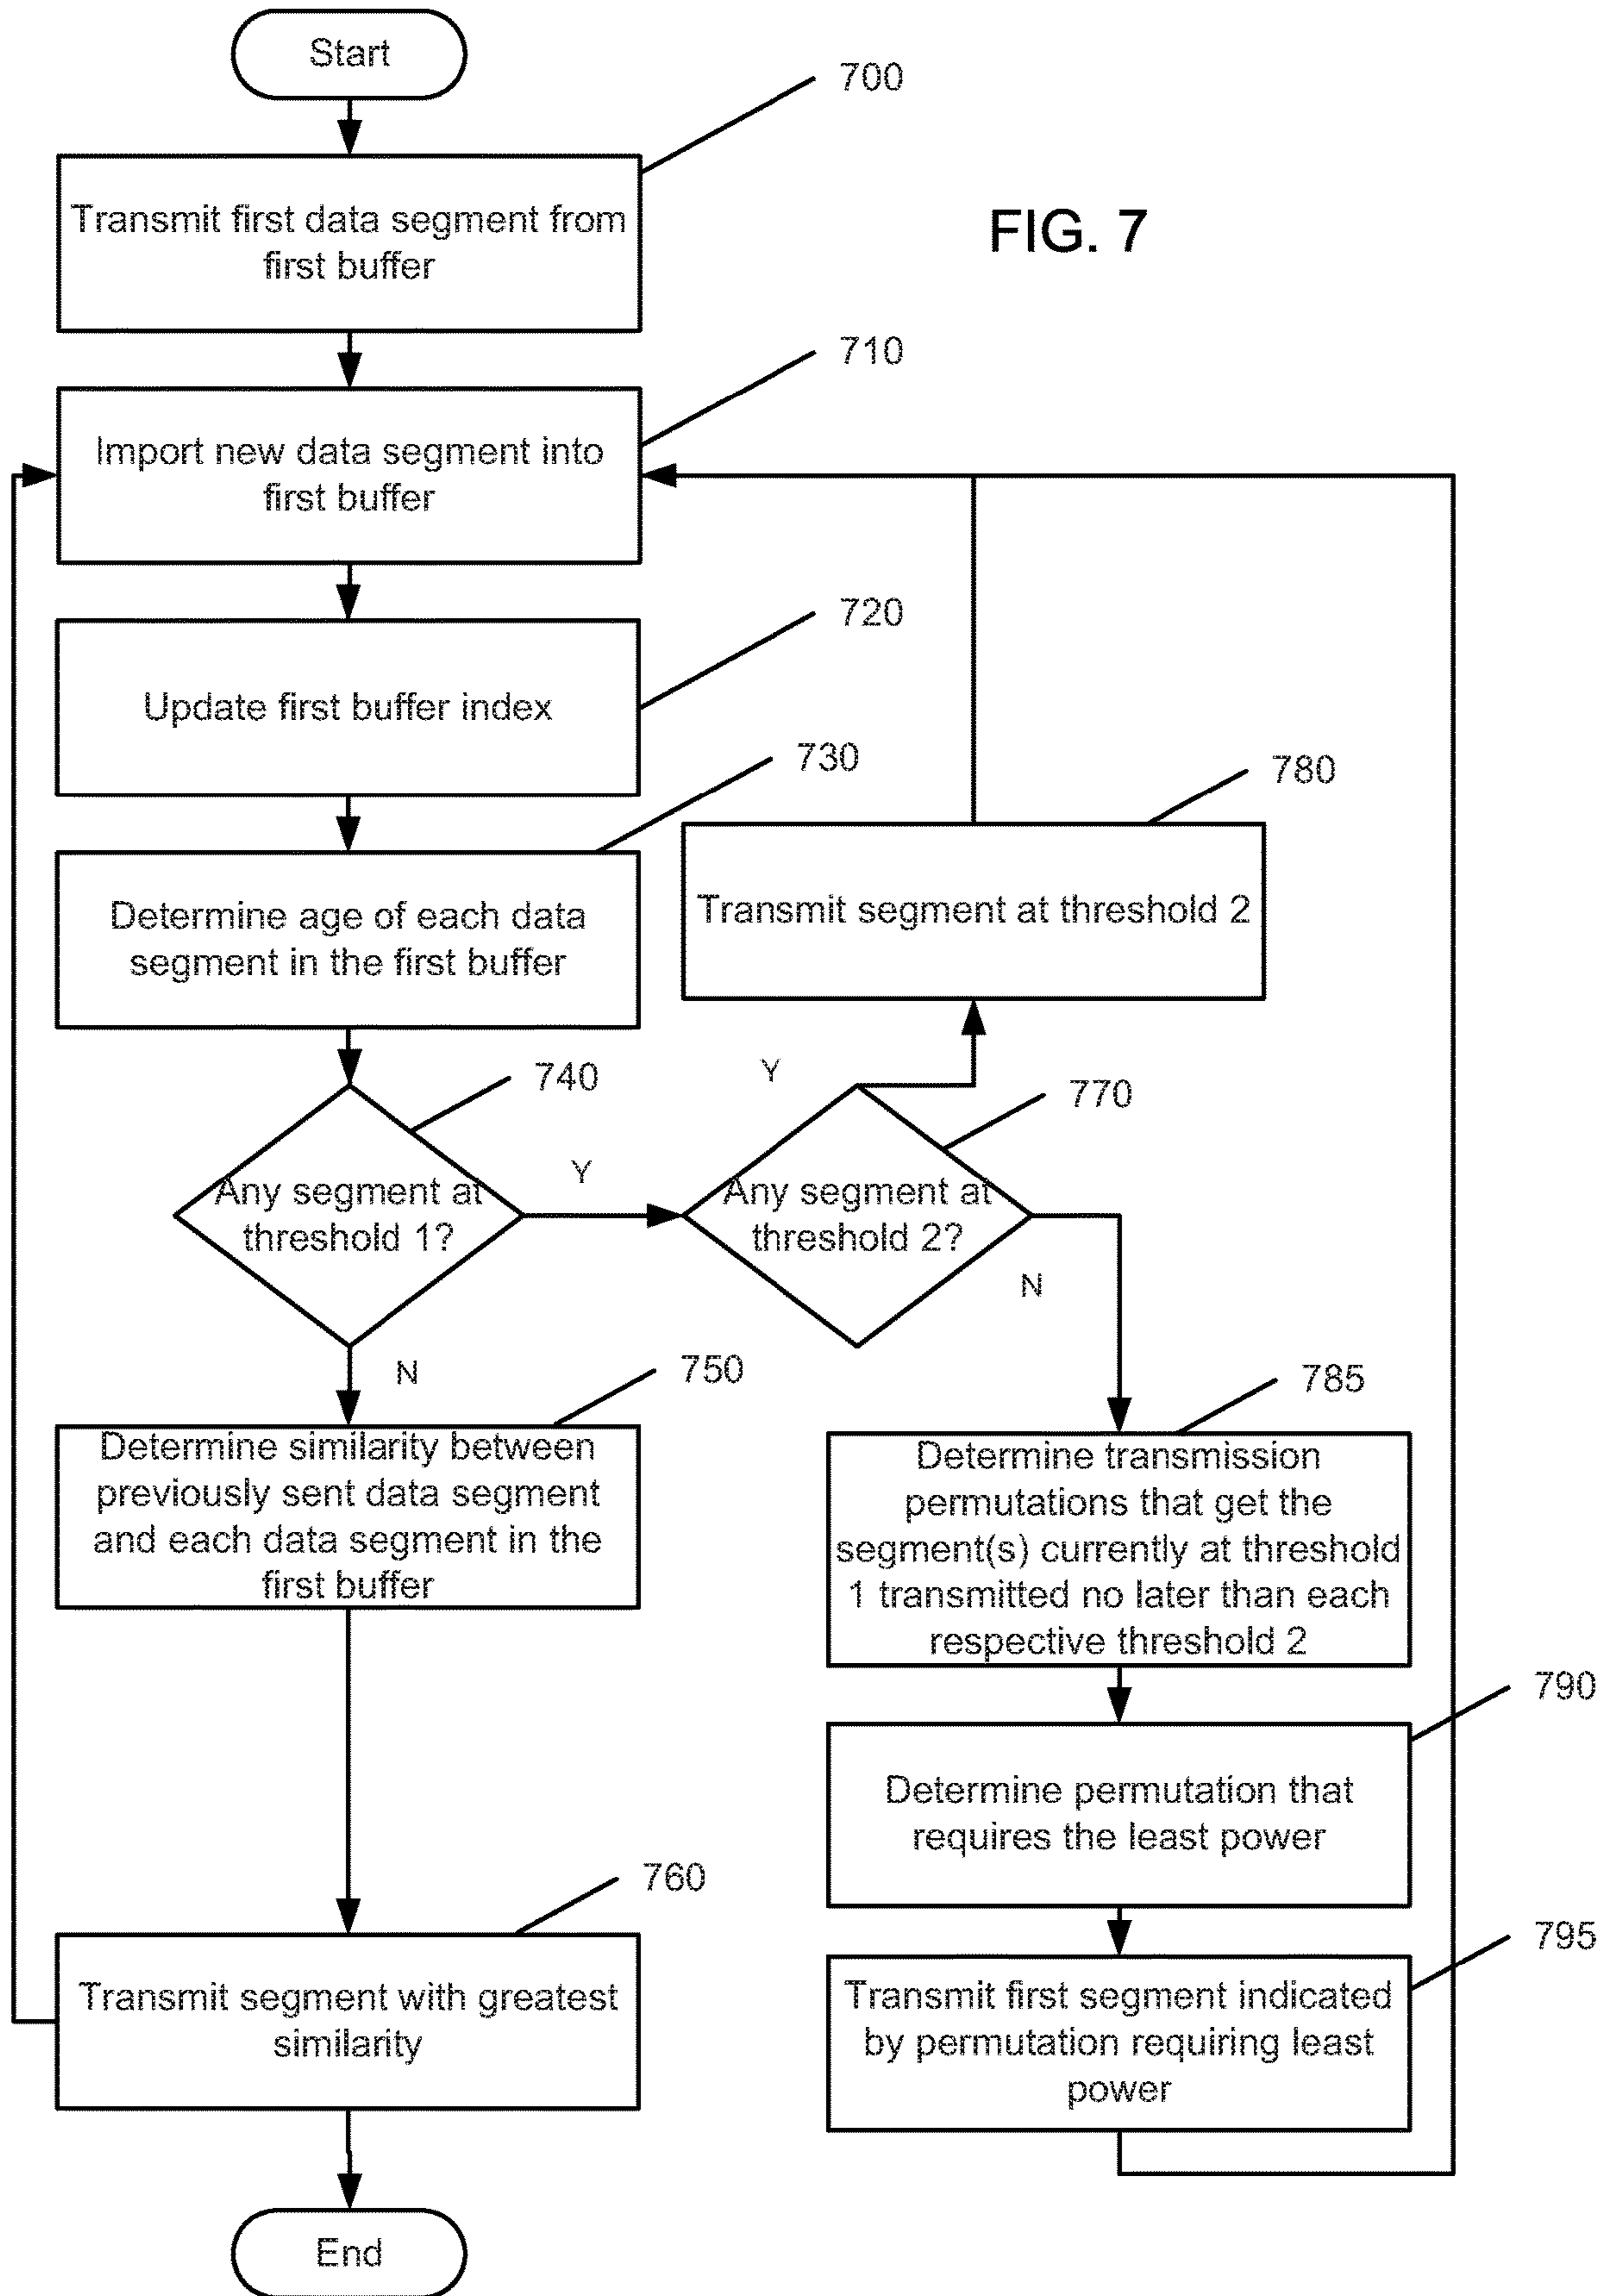 Start
700
Transmit first data segment from
first buffer
FIG. 7
710
Import new data segment into
first buffer
720
Update first buffer index
730
Determine age of each data
segment in the first buffer
780
Transmit segment at threshold 2
740
Any segment at
threshold 1?
Y
Y
770
Any segment at
threshold 2?
N
N
750
Determine similarity between
previously sent data segment
and each data segment in the
first buffer
785
Determine transmission
permutations that get the
segment(s) currently at threshold
1 transmitted no later than each
respective threshold 2
790
Determine permutation that
requires the least power
760
Transmit segment with greatest
similarity
795
Transmit first segment indicated
by permutation requiring least
power
End